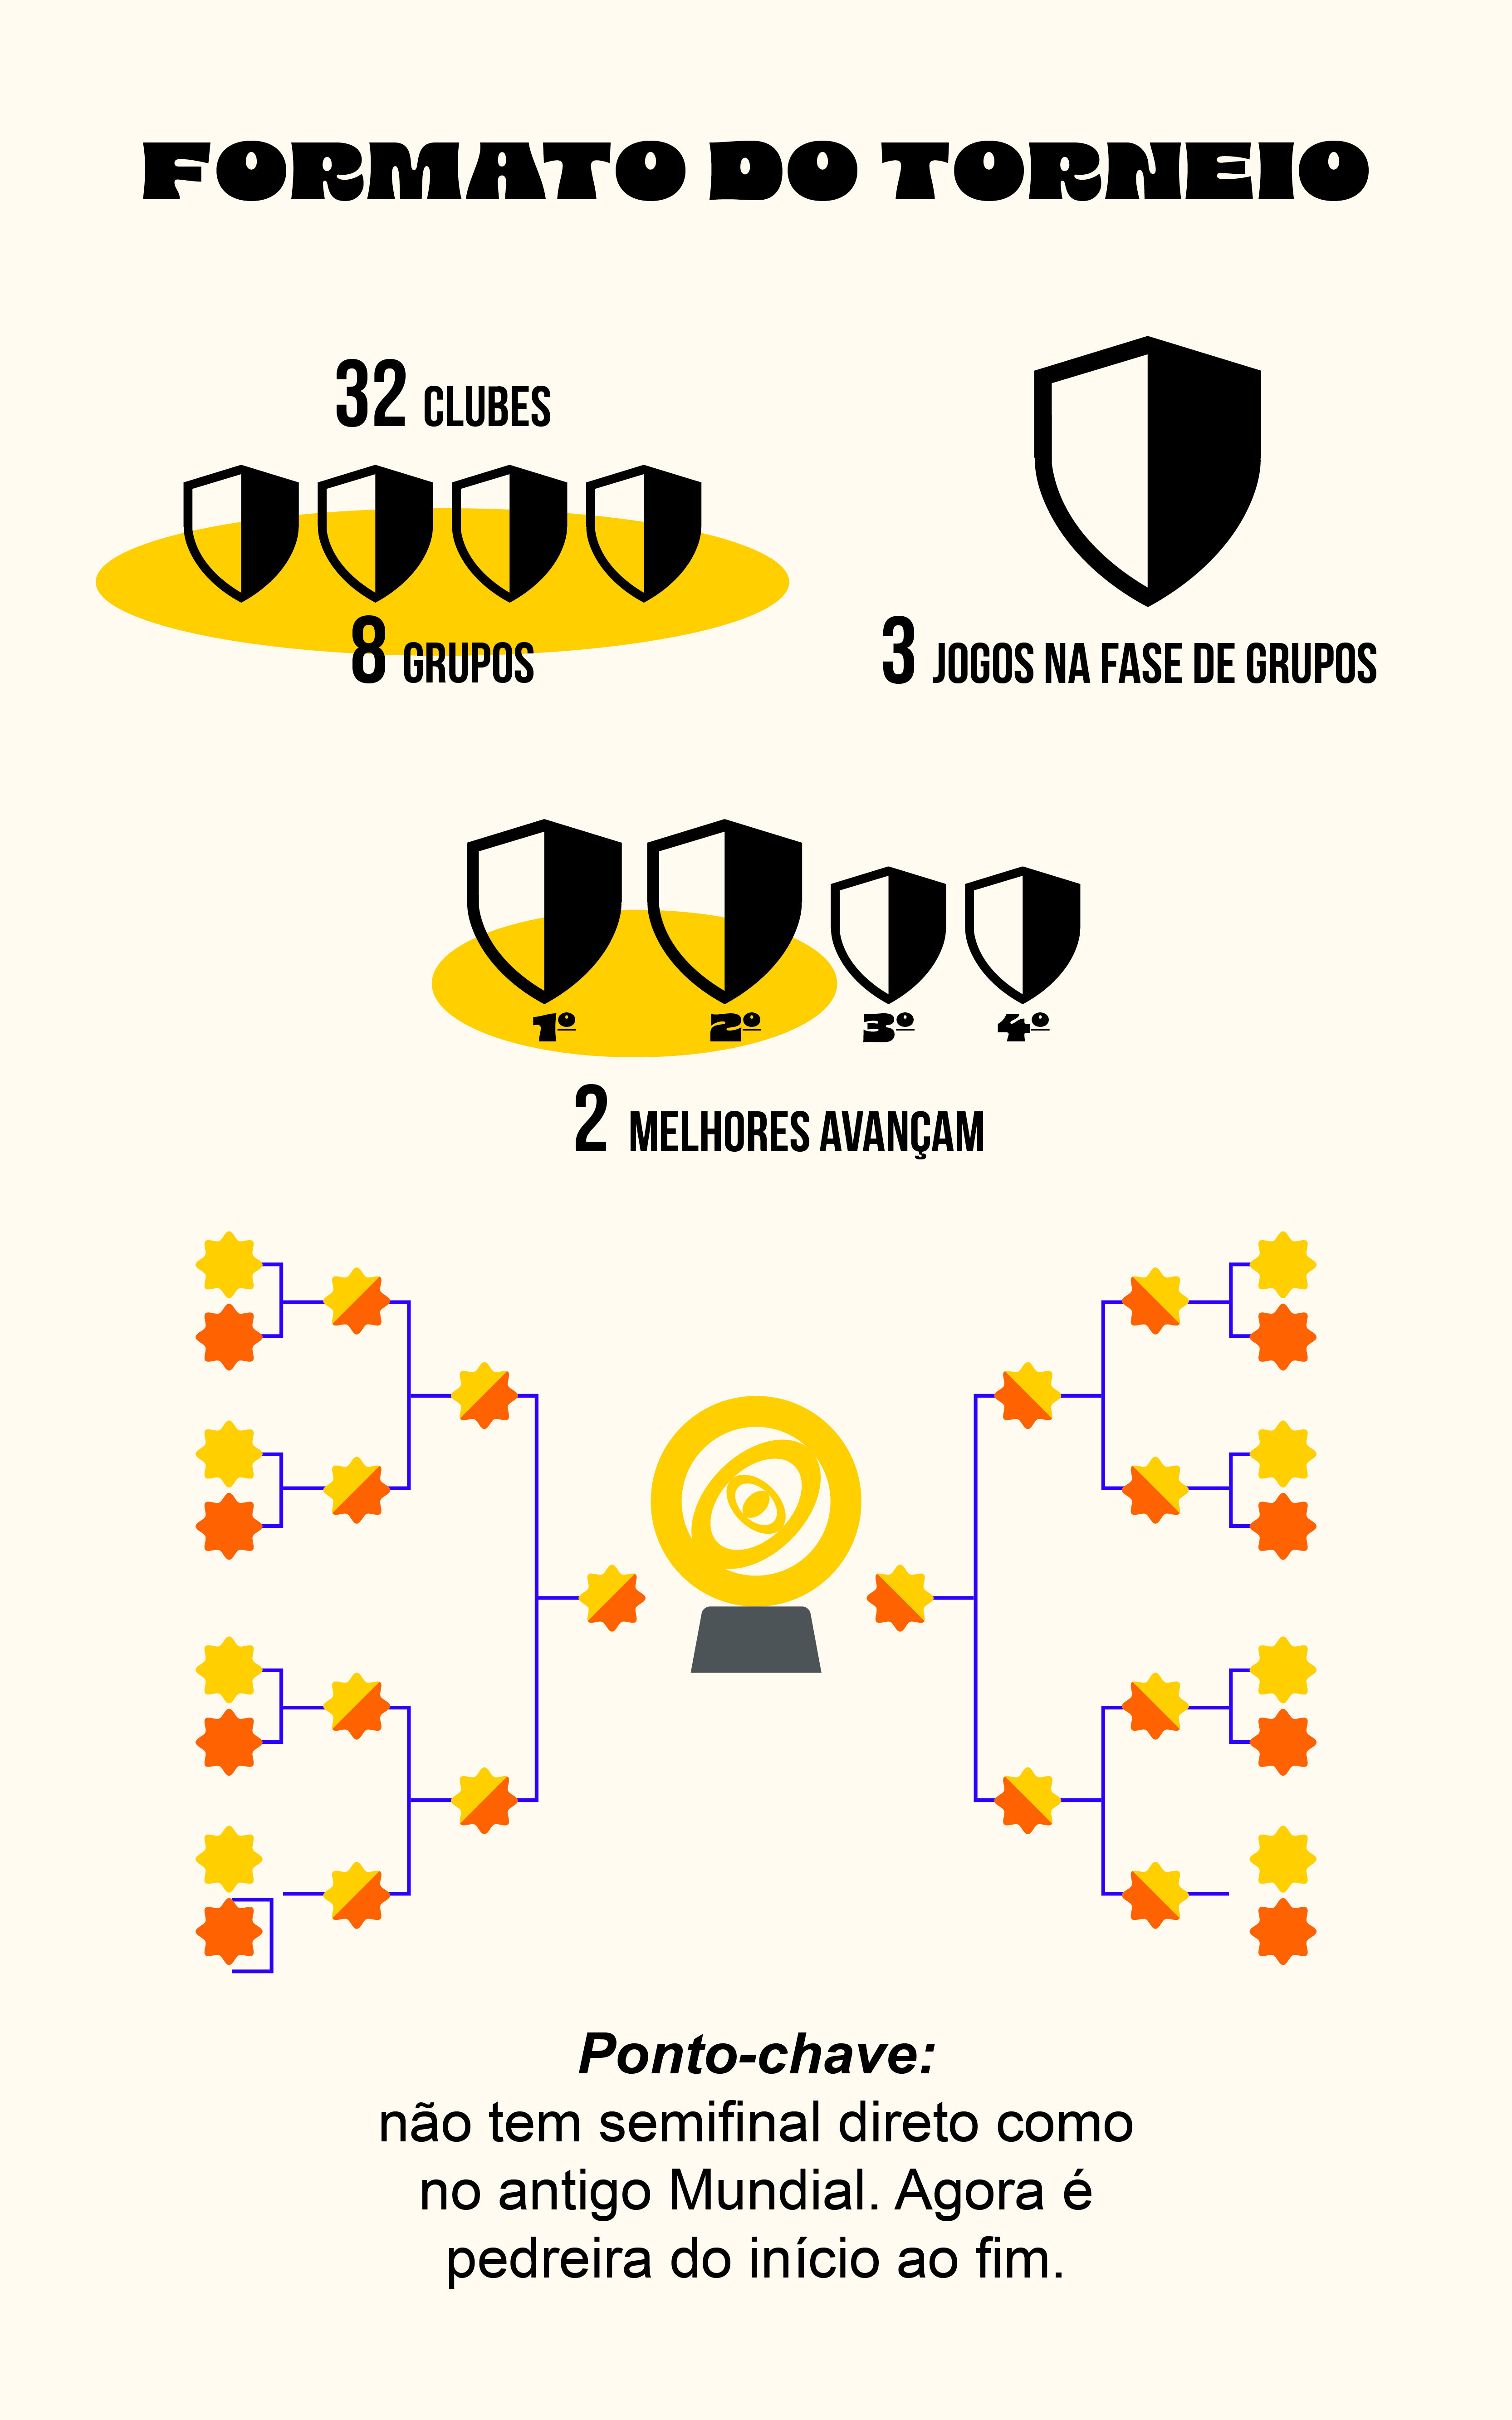 FORMATO DO TORNEIO
32 CLUBES
8 GRUPOS
3 JOGOS NA FASE DE GRUPOS
1º 2º 3º 4º
2 MELHORES AVANÇAM
Ponto-chave:
não tem semifinal direto como
no antigo Mundial. Agora é
pedreira do início ao fim.